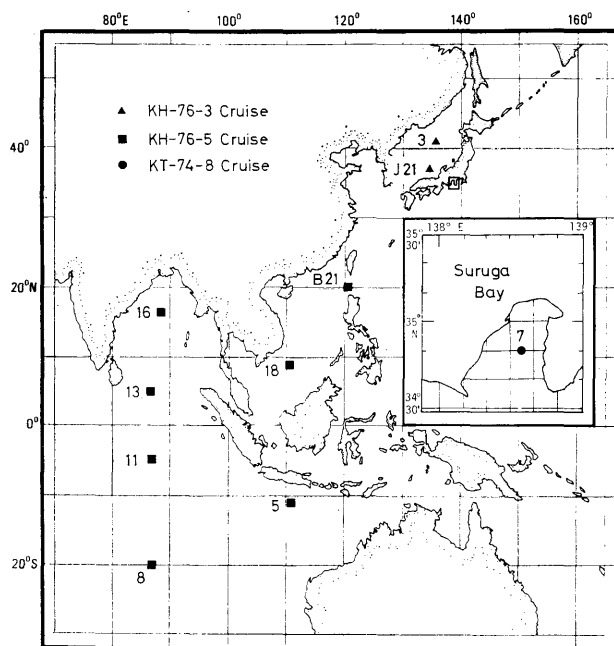 80°E 100° 120° 140° 160°
▲ KH-76-3 Cruise
■ KH-76-5 Cruise
● KT-74-8 Cruise
40°
20°N
0°
20°S
3
J21
B21
16
18
13
11
5
8
138° E 139°
35° 30'
Suruga
Bay
35° N
7
34° 30'